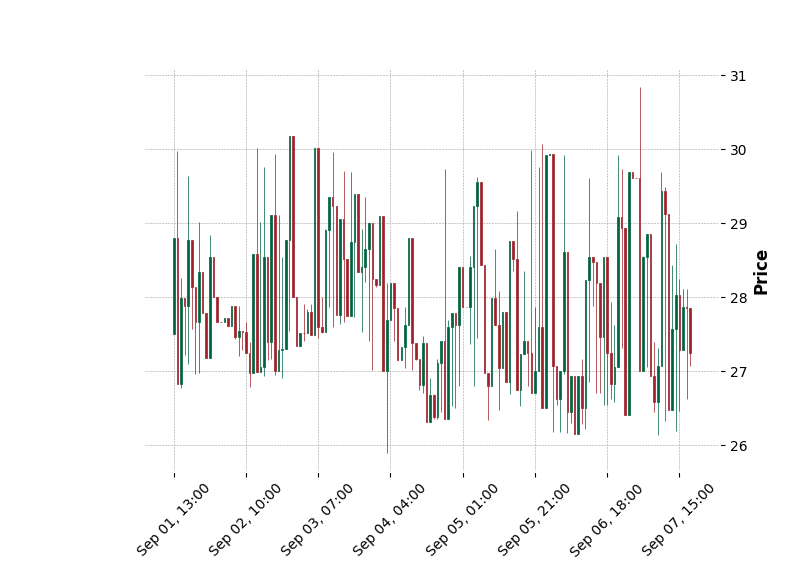 31
30
29
28
27
26
Price
Sep 01, 13:00
Sep 02, 10:00
Sep 03, 07:00
Sep 04, 04:00
Sep 05, 01:00
Sep 05, 21:00
Sep 06, 18:00
Sep 07, 15:00